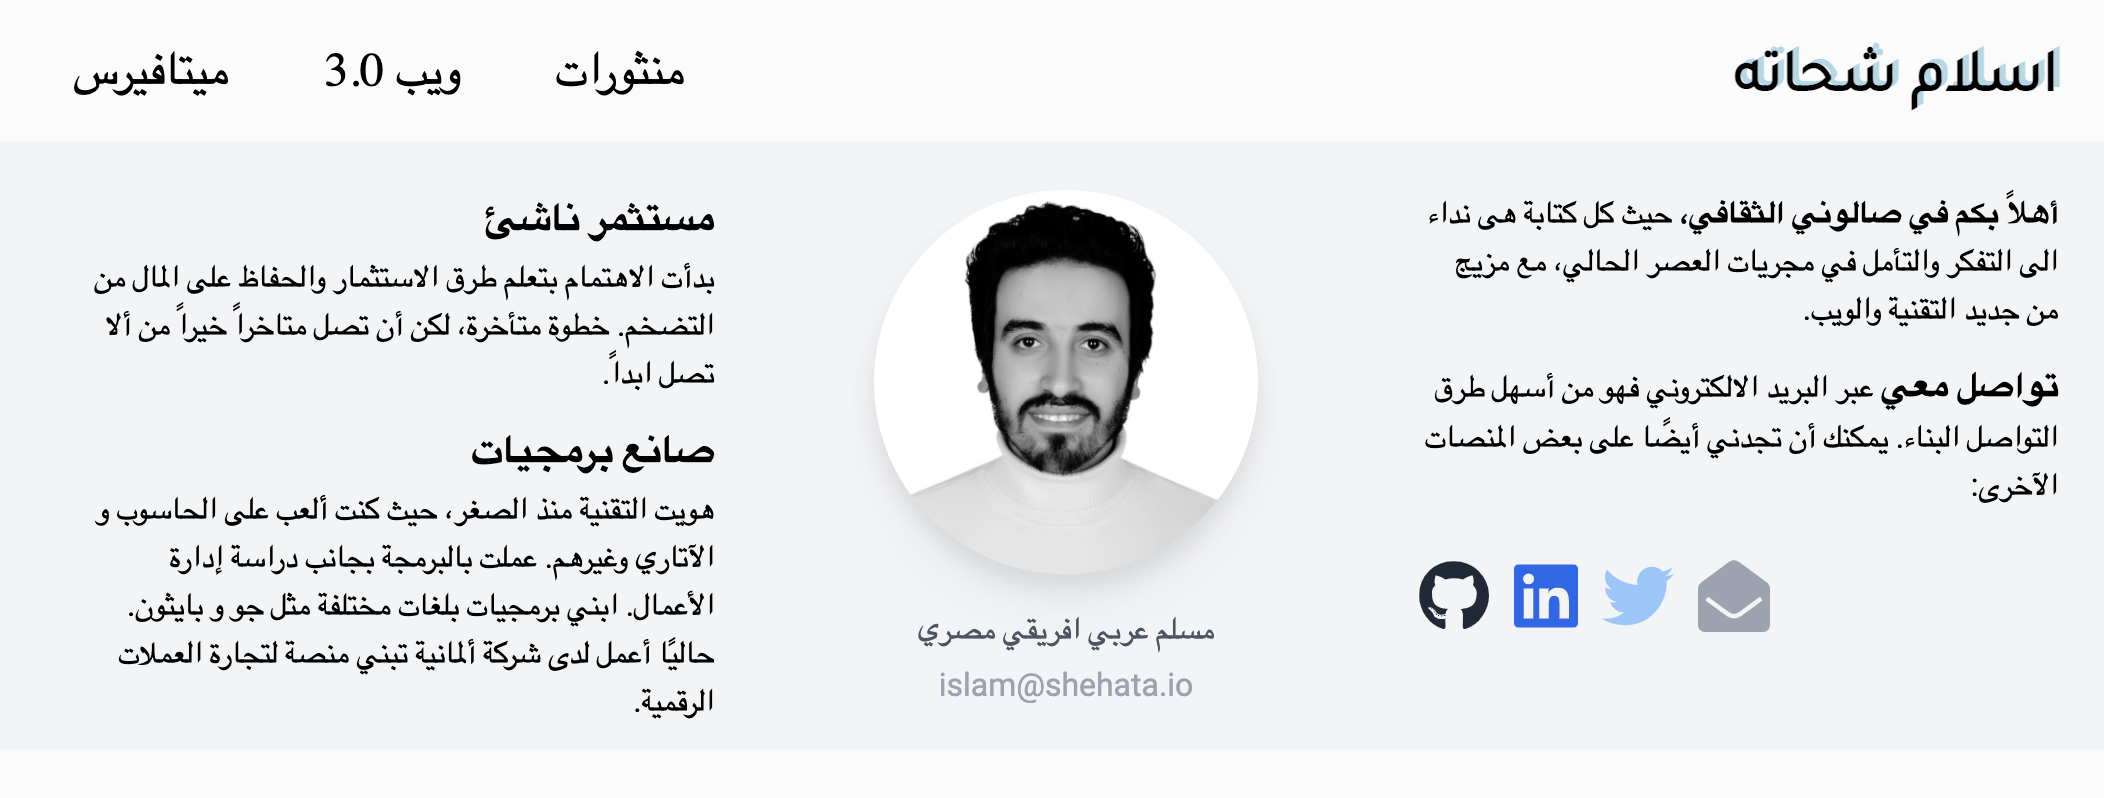 اسلام شحاته
منثورات
ويب 3.0
ميتافيرس
أهلاً بكم في صالوني الثقافي، حيث كل كتابة هى نداء
الى التفكر والتأمل في مجريات العصر الحالي، مع مزيج
من جديد التقنية والويب.
تواصل معي عبر البريد الالكتروني فهو من أسهل طرق
التواصل البناء. يمكنك أن تجدني أيضًا على بعض المنصات
الآخرى:
مسلم عربي افريقي مصري
islam@shehata.io
مستثمر ناشئ
بدأت الاهتمام بتعلم طرق الاستثمار والحفاظ على المال من
التضخم. خطوة متأخرة، لكن أن تصل متاخراً خيراً من ألا
تصل ابداً.
صانع برمجيات
هويت التقنية منذ الصغر، حيث كنت ألعب على الحاسوب و
الآتاري وغيرهم. عملت بالبرمجة بجانب دراسة إدارة
الأعمال. ابني برمجيات بلغات مختلفة مثل جو و بايثون.
حاليًا أعمل لدى شركة ألمانية تبني منصة لتجارة العملات
الرقمية.